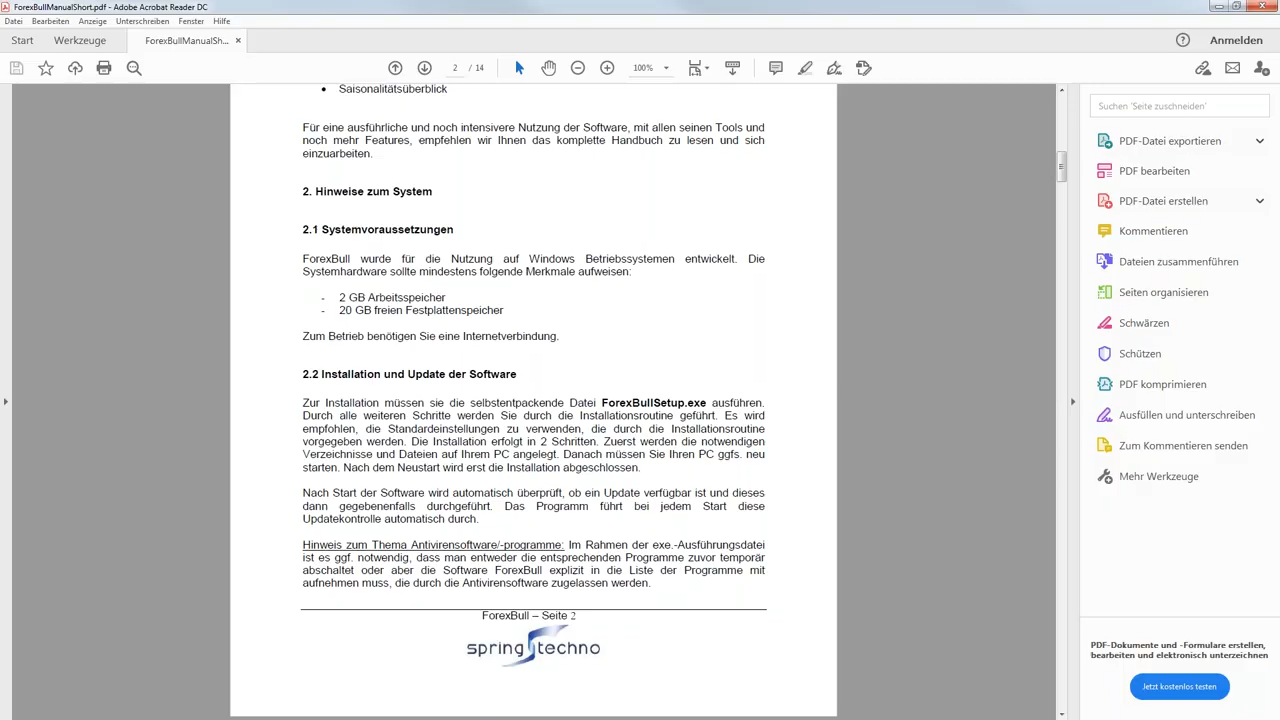 ForexBullManualShort.pdf - Adobe Acrobat Reader DC
Datei Bearbeiten Anzeige Unterschreiben Fenster Hilfe
Start Werkzeuge ForexBullManualSh... × Anmelden
2 / 14 100%
• Saisonalitätsüberblick
Für eine ausführliche und noch intensivere Nutzung der Software, mit allen seinen Tools und
noch mehr Features, empfehlen wir Ihnen das komplette Handbuch zu lesen und sich
einzuarbeiten.
2. Hinweise zum System
2.1 Systemvoraussetzungen
ForexBull wurde für die Nutzung auf Windows Betriebssystemen entwickelt. Die
Systemhardware sollte mindestens folgende Merkmale aufweisen:
- 2 GB Arbeitsspeicher
- 20 GB freien Festplattenspeicher
Zum Betrieb benötigen Sie eine Internetverbindung.
2.2 Installation und Update der Software
Zur Installation müssen sie die selbstentpackende Datei ForexBullSetup.exe ausführen.
Durch alle weiteren Schritte werden Sie durch die Installationsroutine geführt. Es wird
empfohlen, die Standardeinstellungen zu verwenden, die durch die Installationsroutine
vorgegeben werden. Die Installation erfolgt in 2 Schritten. Zuerst werden die notwendigen
Verzeichnisse und Dateien auf Ihrem PC angelegt. Danach müssen Sie Ihren PC ggfs. neu
starten. Nach dem Neustart wird erst die Installation abgeschlossen.
Nach Start der Software wird automatisch überprüft, ob ein Update verfügbar ist und dieses
dann gegebenenfalls durchgeführt. Das Programm führt bei jedem Start diese
Updatekontrolle automatisch durch.
Hinweis zum Thema Antivirensoftware/-programme: Im Rahmen der exe.-Ausführungsdatei
ist es ggf. notwendig, dass man entweder die entsprechenden Programme zuvor temporär
abschaltet oder aber die Software ForexBull explizit in die Liste der Programme mit
aufnehmen muss, die durch die Antivirensoftware zugelassen werden.
ForexBull – Seite 2
spring techno
Suchen 'Seite zuschneiden'
PDF-Datei exportieren
PDF bearbeiten
PDF-Datei erstellen
Kommentieren
Dateien zusammenführen
Seiten organisieren
Schwärzen
Schützen
PDF komprimieren
Ausfüllen und unterschreiben
Zum Kommentieren senden
Mehr Werkzeuge
PDF-Dokumente und -Formulare erstellen,
bearbeiten und elektronisch unterzeichnen
Jetzt kostenlos testen